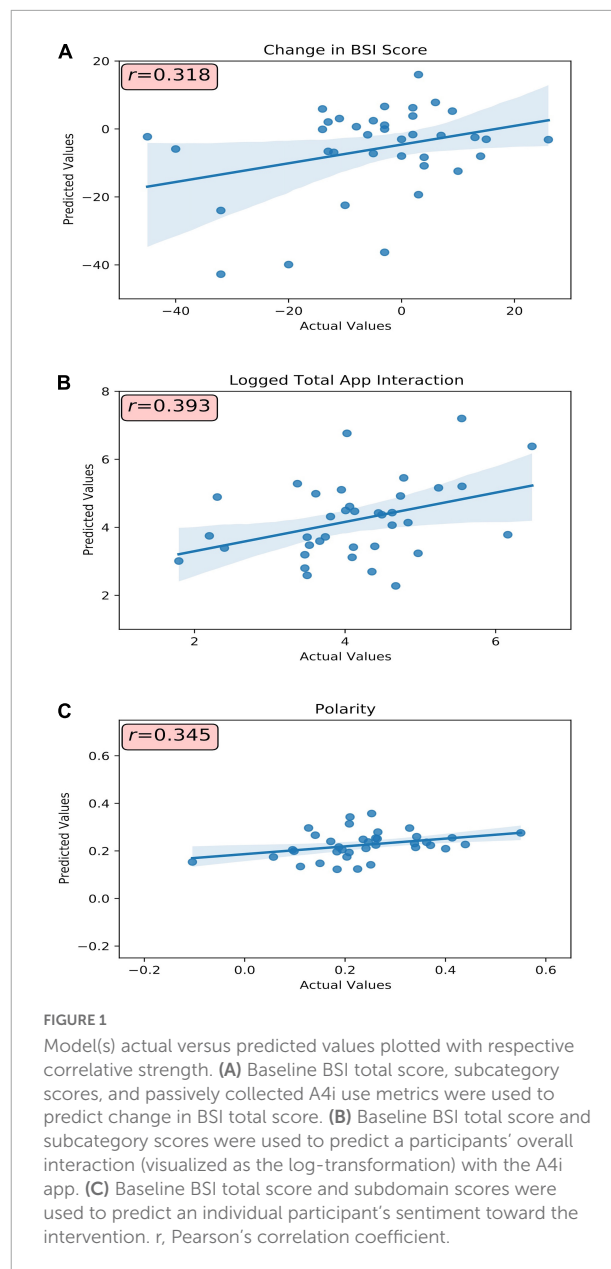 A
Change in BSI Score
r=0.318
20
0
−20
−40
Predicted Values
−40
−20
0
20
Actual Values
B
Logged Total App Interaction
r=0.393
8
6
4
2
Predicted Values
2
4
6
Actual Values
C
Polarity
r=0.345
0.6
0.4
0.2
0.0
−0.2
Predicted Values
−0.2
0.0
0.2
0.4
0.6
Actual Values
FIGURE 1
Model(s) actual versus predicted values plotted with respective
correlative strength. (A) Baseline BSI total score, subcategory
scores, and passively collected A4i use metrics were used to
predict change in BSI total score. (B) Baseline BSI total score and
subcategory scores were used to predict a participants’ overall
interaction (visualized as the log-transformation) with the A4i
app. (C) Baseline BSI total score and subdomain scores were
used to predict an individual participant’s sentiment toward the
intervention. r, Pearson’s correlation coefficient.